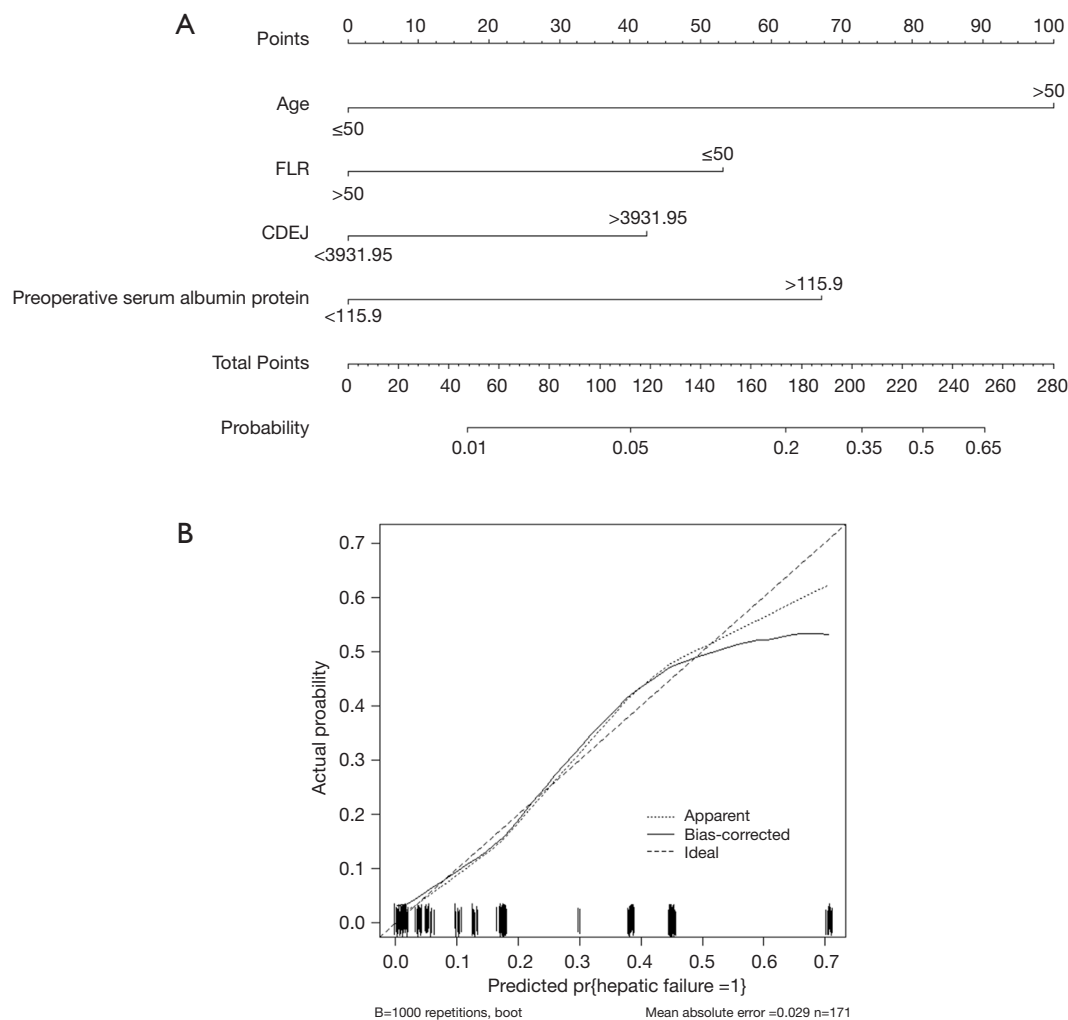 A
Points
0 10 20 30 40 50 60 70 80 90 100
Age
>50
≤50
FLR
≤50
>50
CDEJ
>3931.95
<3931.95
Preoperative serum albumin protein
>115.9
<115.9
Total Points
0 20 40 60 80 100 120 140 160 180 200 220 240 260 280
Probability
0.01 0.05 0.2 0.35 0.5 0.65
B
Actual proability
0.7
0.6
0.5
0.4
0.3
0.2
0.1
0.0
Apparent
Bias-corrected
Ideal
0.0 0.1 0.2 0.3 0.4 0.5 0.6 0.7
Predicted pr{hepatic failure =1}
B=1000 repetitions, boot Mean absolute error =0.029 n=171